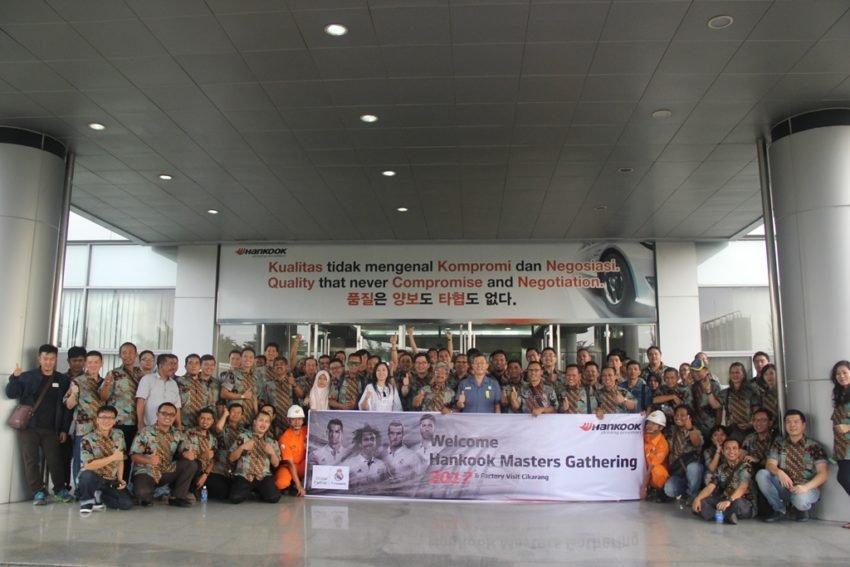 HANKOOK
Kualitas tidak mengenal Kompromi dan Negosiasi.
Quality that never Compromise and Negotiation.
품질은 양보도 타협도 없다.
HANKOOK
Welcome
Hankook Masters Gathering
2017 & Factory Visit Cikarang